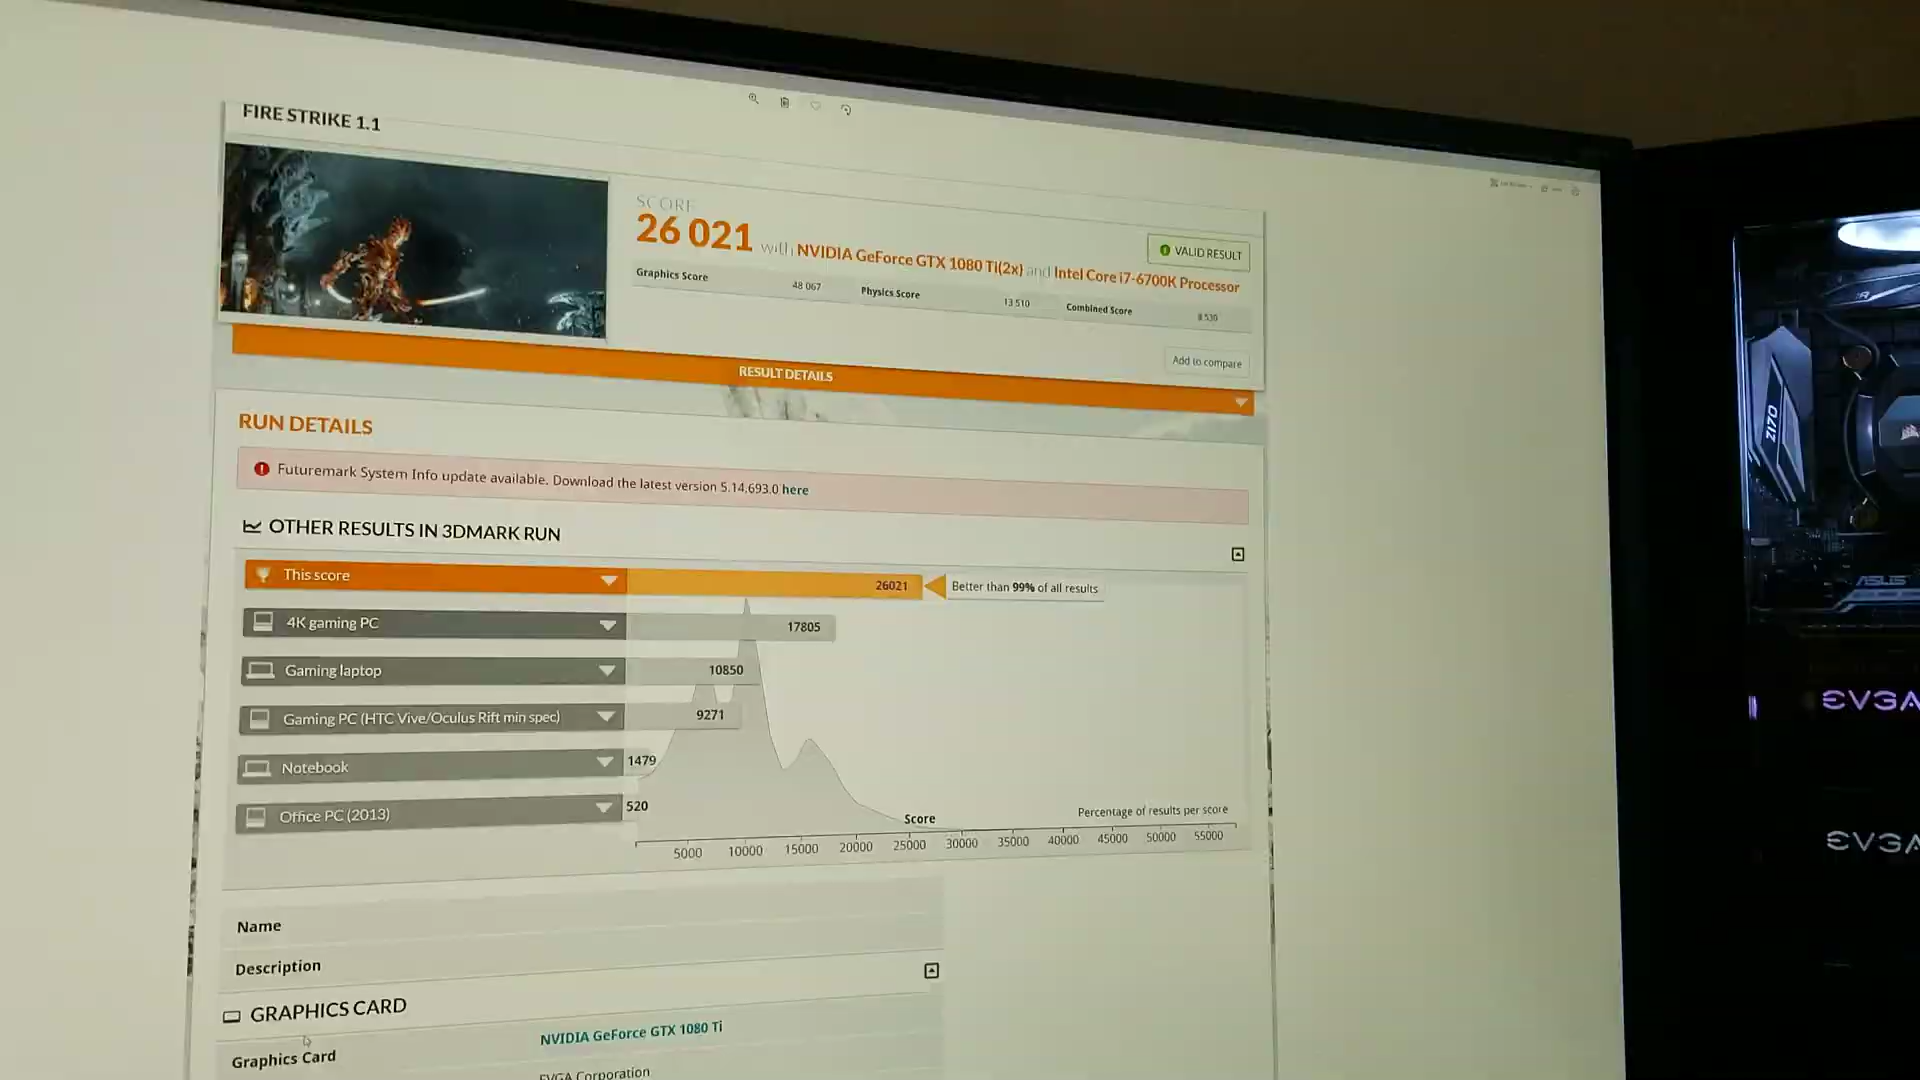 FIRE STRIKE 1.1
SCORE
26 021 with NVIDIA GeForce GTX 1080 Ti(2x) and Intel Core i7-6700K Processor
VALID RESULT
Graphics Score 48 067 Physics Score 13 510 Combined Score 8 530
Add to compare
RESULT DETAILS
RUN DETAILS
Futuremark System Info update available. Download the latest version 5.14.693.0 here
OTHER RESULTS IN 3DMARK RUN
This score 26021 Better than 99% of all results
4K gaming PC 17805
Gaming laptop 10850
Gaming PC (HTC Vive/Oculus Rift min spec) 9271
Notebook 1479
Office PC (2013) 520
Score Percentage of results per score
5000 10000 15000 20000 25000 30000 35000 40000 45000 50000 55000
Name
Description
GRAPHICS CARD
Graphics Card NVIDIA GeForce GTX 1080 Ti
EVGA Corporation
Z170
ASUS
EVGA
EVGA